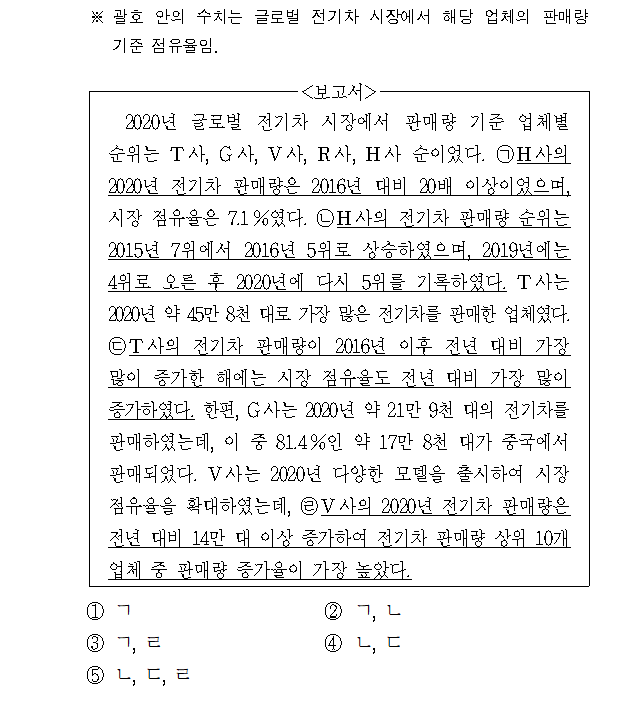 ※ 괄호 안의 수치는 글로벌 전기차 시장에서 해당 업체의 판매량
기준 점유율임.
<보고서>
2020년 글로벌 전기차 시장에서 판매량 기준 업체별
순위는 T사, G사, V사, R사, H사 순이었다. ㉠H사의
2020년 전기차 판매량은 2016년 대비 20배 이상이었으며,
시장 점유율은 7.1%였다. ㉡H사의 전기차 판매량 순위는
2015년 7위에서 2016년 5위로 상승하였으며, 2019년에는
4위로 오른 후 2020년에 다시 5위를 기록하였다. T사는
2020년 약 45만 8천 대로 가장 많은 전기차를 판매한 업체였다.
㉢T사의 전기차 판매량이 2016년 이후 전년 대비 가장
많이 증가한 해에는 시장 점유율도 전년 대비 가장 많이
증가하였다. 한편, G사는 2020년 약 21만 9천 대의 전기차를
판매하였는데, 이 중 81.4%인 약 17만 8천 대가 중국에서
판매되었다. V사는 2020년 다양한 모델을 출시하여 시장
점유율을 확대하였는데, ㉣V사의 2020년 전기차 판매량은
전년 대비 14만 대 이상 증가하여 전기차 판매량 상위 10개
업체 중 판매량 증가율이 가장 높았다.
① ㄱ ② ㄱ, ㄴ
③ ㄱ, ㄹ ④ ㄴ, ㄷ
⑤ ㄴ, ㄷ, ㄹ